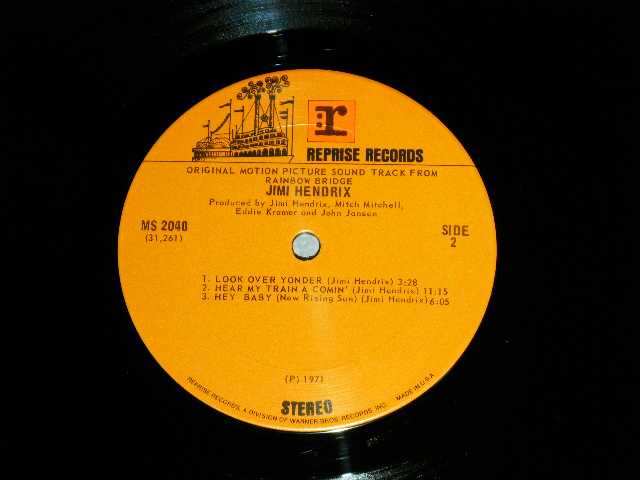 r
REPRISE RECORDS
ORIGINAL MOTION PICTURE SOUND TRACK FROM
RAINBOW BRIDGE
JIMI HENDRIX
Produced by Jimi Hendrix, Mitch Mitchell,
Eddie Kramer and John Jansen
MS 2040
(31,261)
SIDE
2
1. LOOK OVER YONDER (Jimi Hendrix) 3:28
2. HEAR MY TRAIN A COMIN' (Jimi Hendrix) 11:15
3. HEY BABY (New Rising Sun) (Jimi Hendrix) 6:05
(P) 1971
STEREO
REPRISE RECORDS, A DIVISION OF WARNER BROS. RECORDS, INC. MADE IN U.S.A.